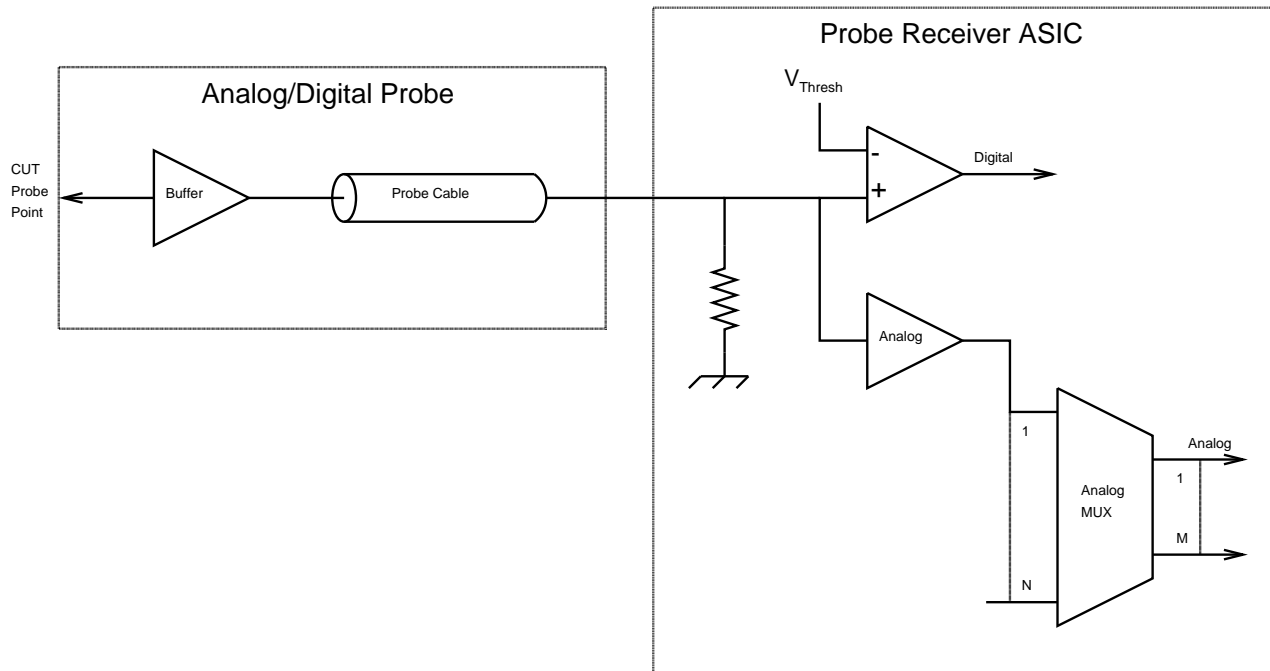 Probe Receiver ASIC
Analog/Digital Probe
VThresh
CUT
Probe
Point
Buffer
Probe Cable
-
+
Digital
Analog
1
N
Analog
MUX
Analog
1
M